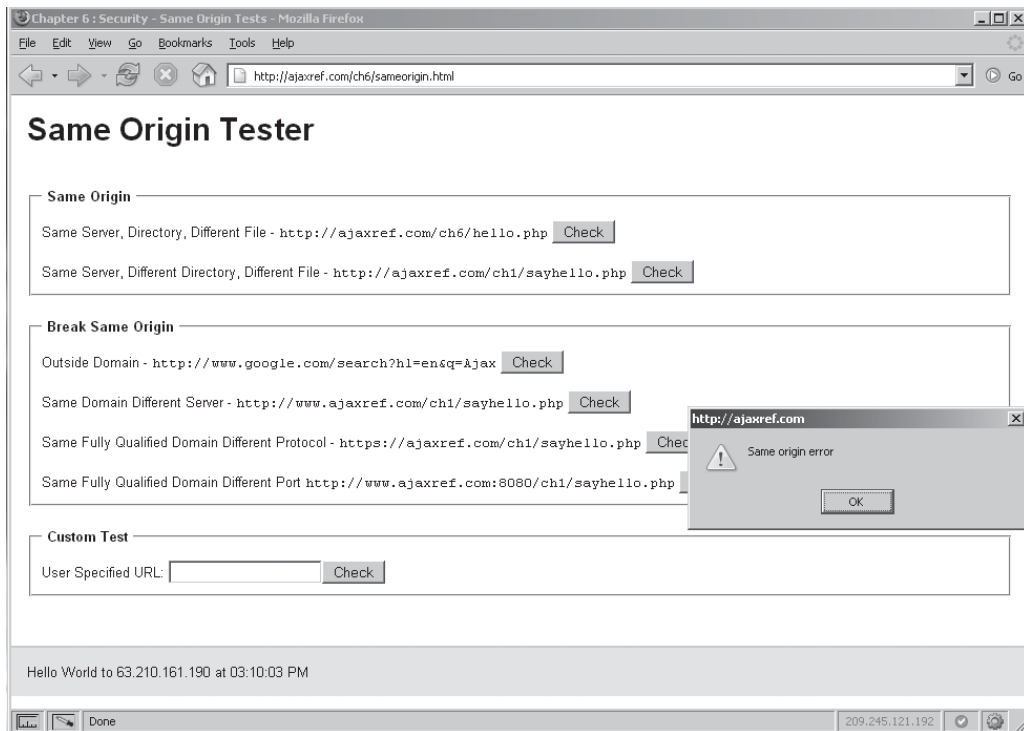 Chapter 6 : Security - Same Origin Tests - Mozilla Firefox
File Edit View Go Bookmarks Tools Help
http://ajaxref.com/ch6/sameorigin.html Go
Same Origin Tester
Same Origin
Same Server, Directory, Different File - http://ajaxref.com/ch6/hello.php Check
Same Server, Different Directory, Different File - http://ajaxref.com/ch1/sayhello.php Check
Break Same Origin
Outside Domain - http://www.google.com/search?hl=en&q=Ajax Check
Same Domain Different Server - http://www.ajaxref.com/ch1/sayhello.php Check
Same Fully Qualified Domain Different Protocol - https://ajaxref.com/ch1/sayhello.php Chec
Same Fully Qualified Domain Different Port http://www.ajaxref.com:8080/ch1/sayhello.php
http://ajaxref.com
Same origin error
OK
Custom Test
User Specified URL: Check
Hello World to 63.210.161.190 at 03:10:03 PM
Done 209.245.121.192